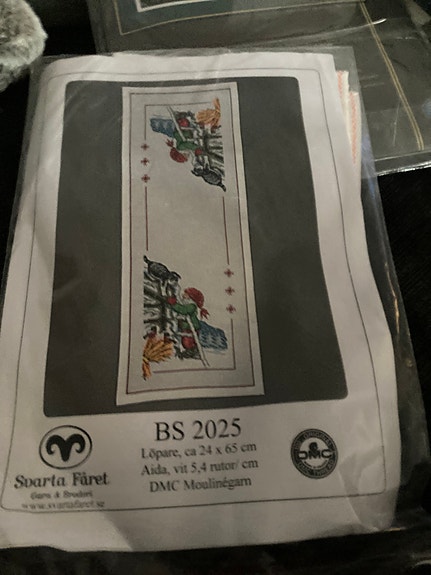 BS 2025
Löpare, ca 24 x 65 cm
Aida, vit 5,4 rutor/ cm
DMC Moulinégarn
Svarta Fåret
Garn & Broderi
www.svartafaret.se
DMC